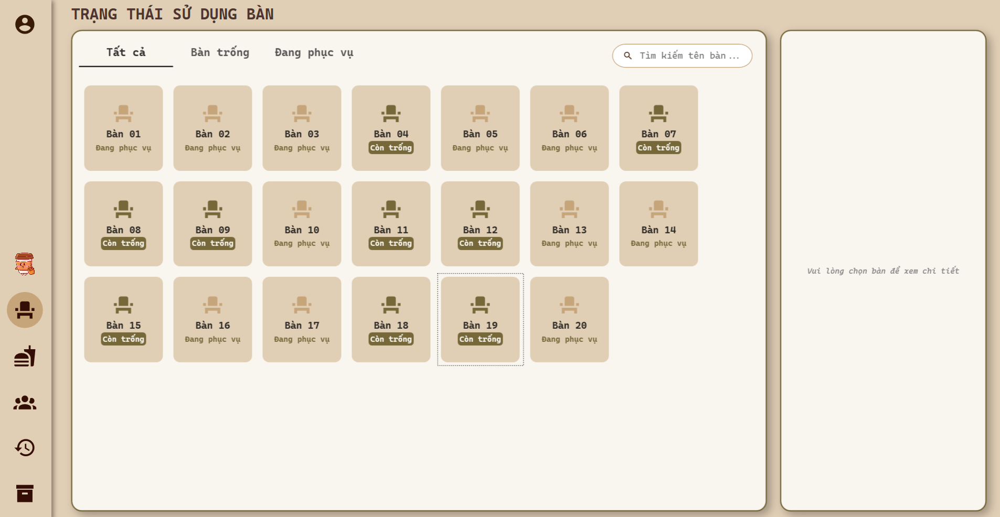 TRẠNG THÁI SỬ DỤNG BÀN
Tất cả
Bàn trống
Đang phục vụ
Tìm kiếm tên bàn...
Bàn 01
Đang phục vụ
Bàn 02
Đang phục vụ
Bàn 03
Đang phục vụ
Bàn 04
Còn trống
Bàn 05
Đang phục vụ
Bàn 06
Đang phục vụ
Bàn 07
Còn trống
Bàn 08
Còn trống
Bàn 09
Còn trống
Bàn 10
Đang phục vụ
Bàn 11
Còn trống
Bàn 12
Còn trống
Bàn 13
Đang phục vụ
Bàn 14
Đang phục vụ
Bàn 15
Còn trống
Bàn 16
Đang phục vụ
Bàn 17
Đang phục vụ
Bàn 18
Còn trống
Bàn 19
Còn trống
Bàn 20
Đang phục vụ
Vui lòng chọn bàn để xem chi tiết